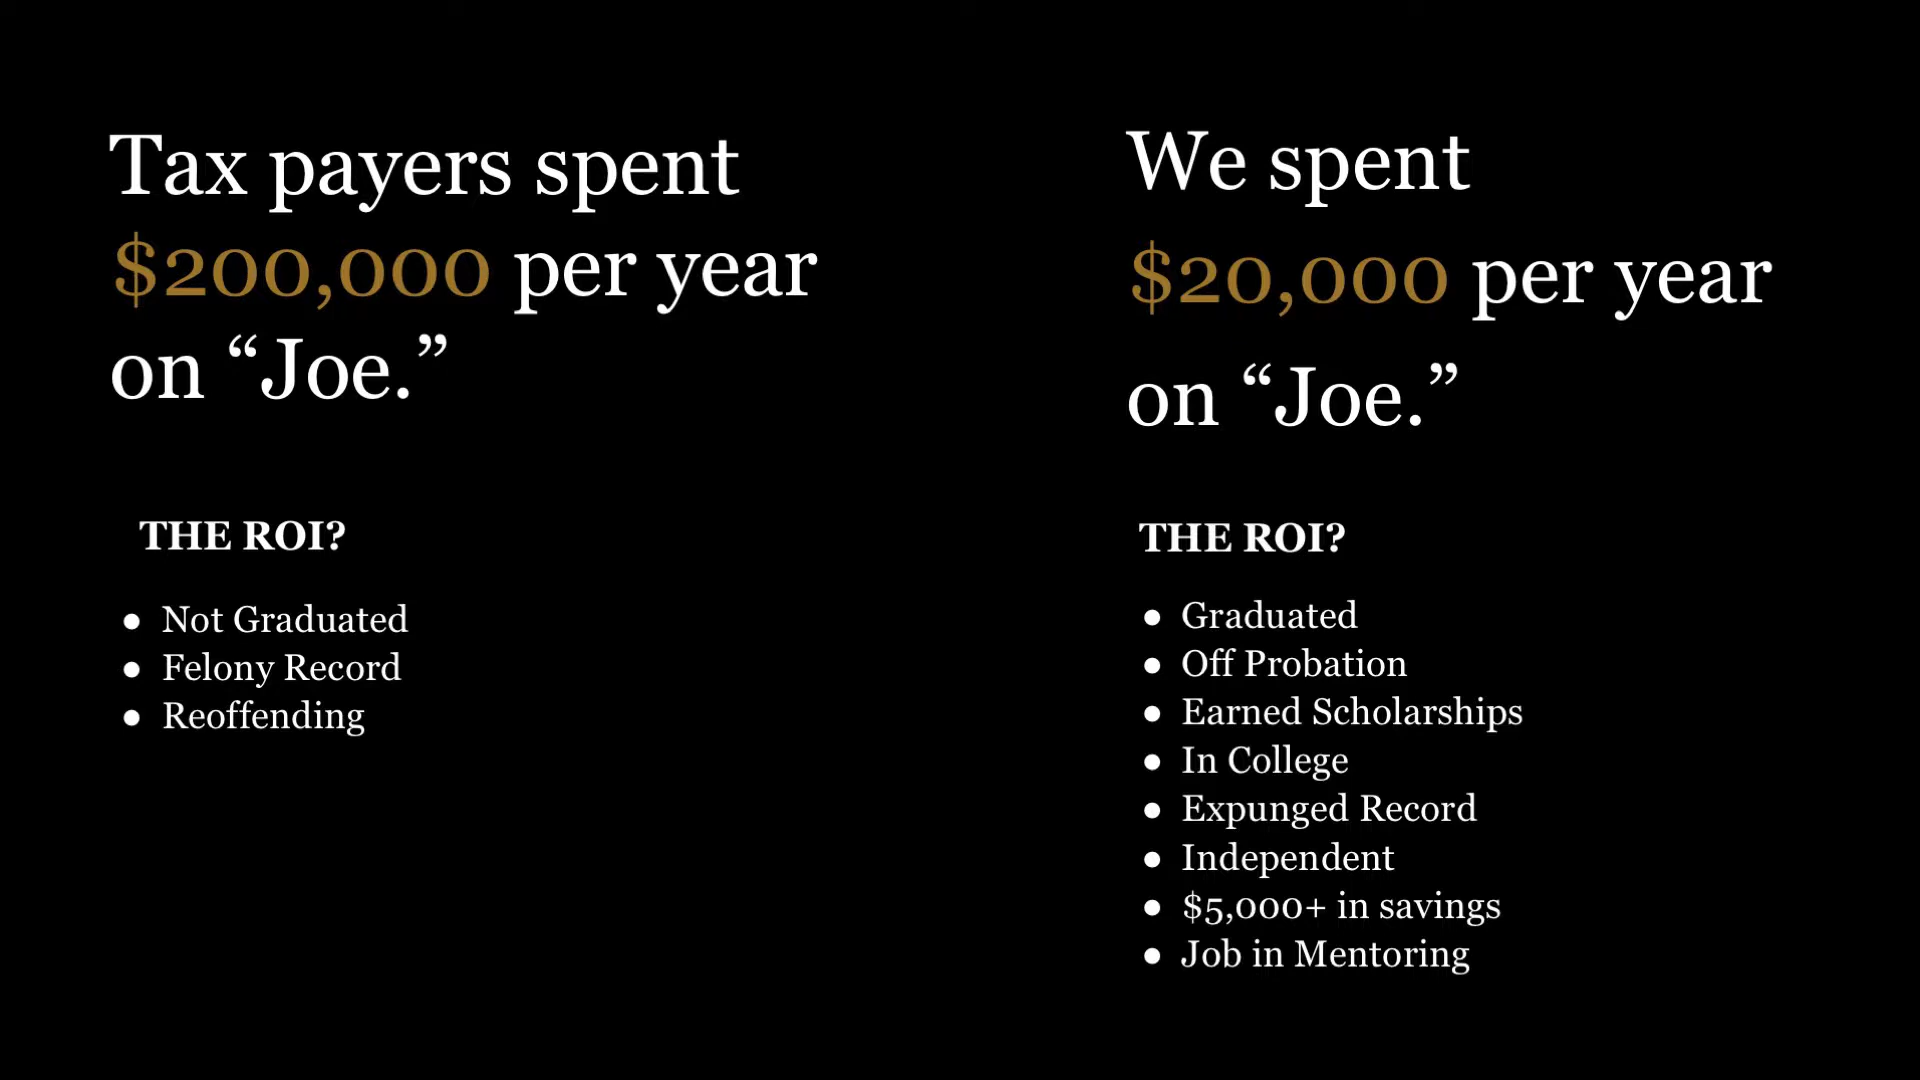 Tax payers spent
$200,000 per year
on “Joe.”
THE ROI?
● Not Graduated
● Felony Record
● Reoffending
We spent
$20,000 per year
on “Joe.”
THE ROI?
● Graduated
● Off Probation
● Earned Scholarships
● In College
● Expunged Record
● Independent
● $5,000+ in savings
● Job in Mentoring